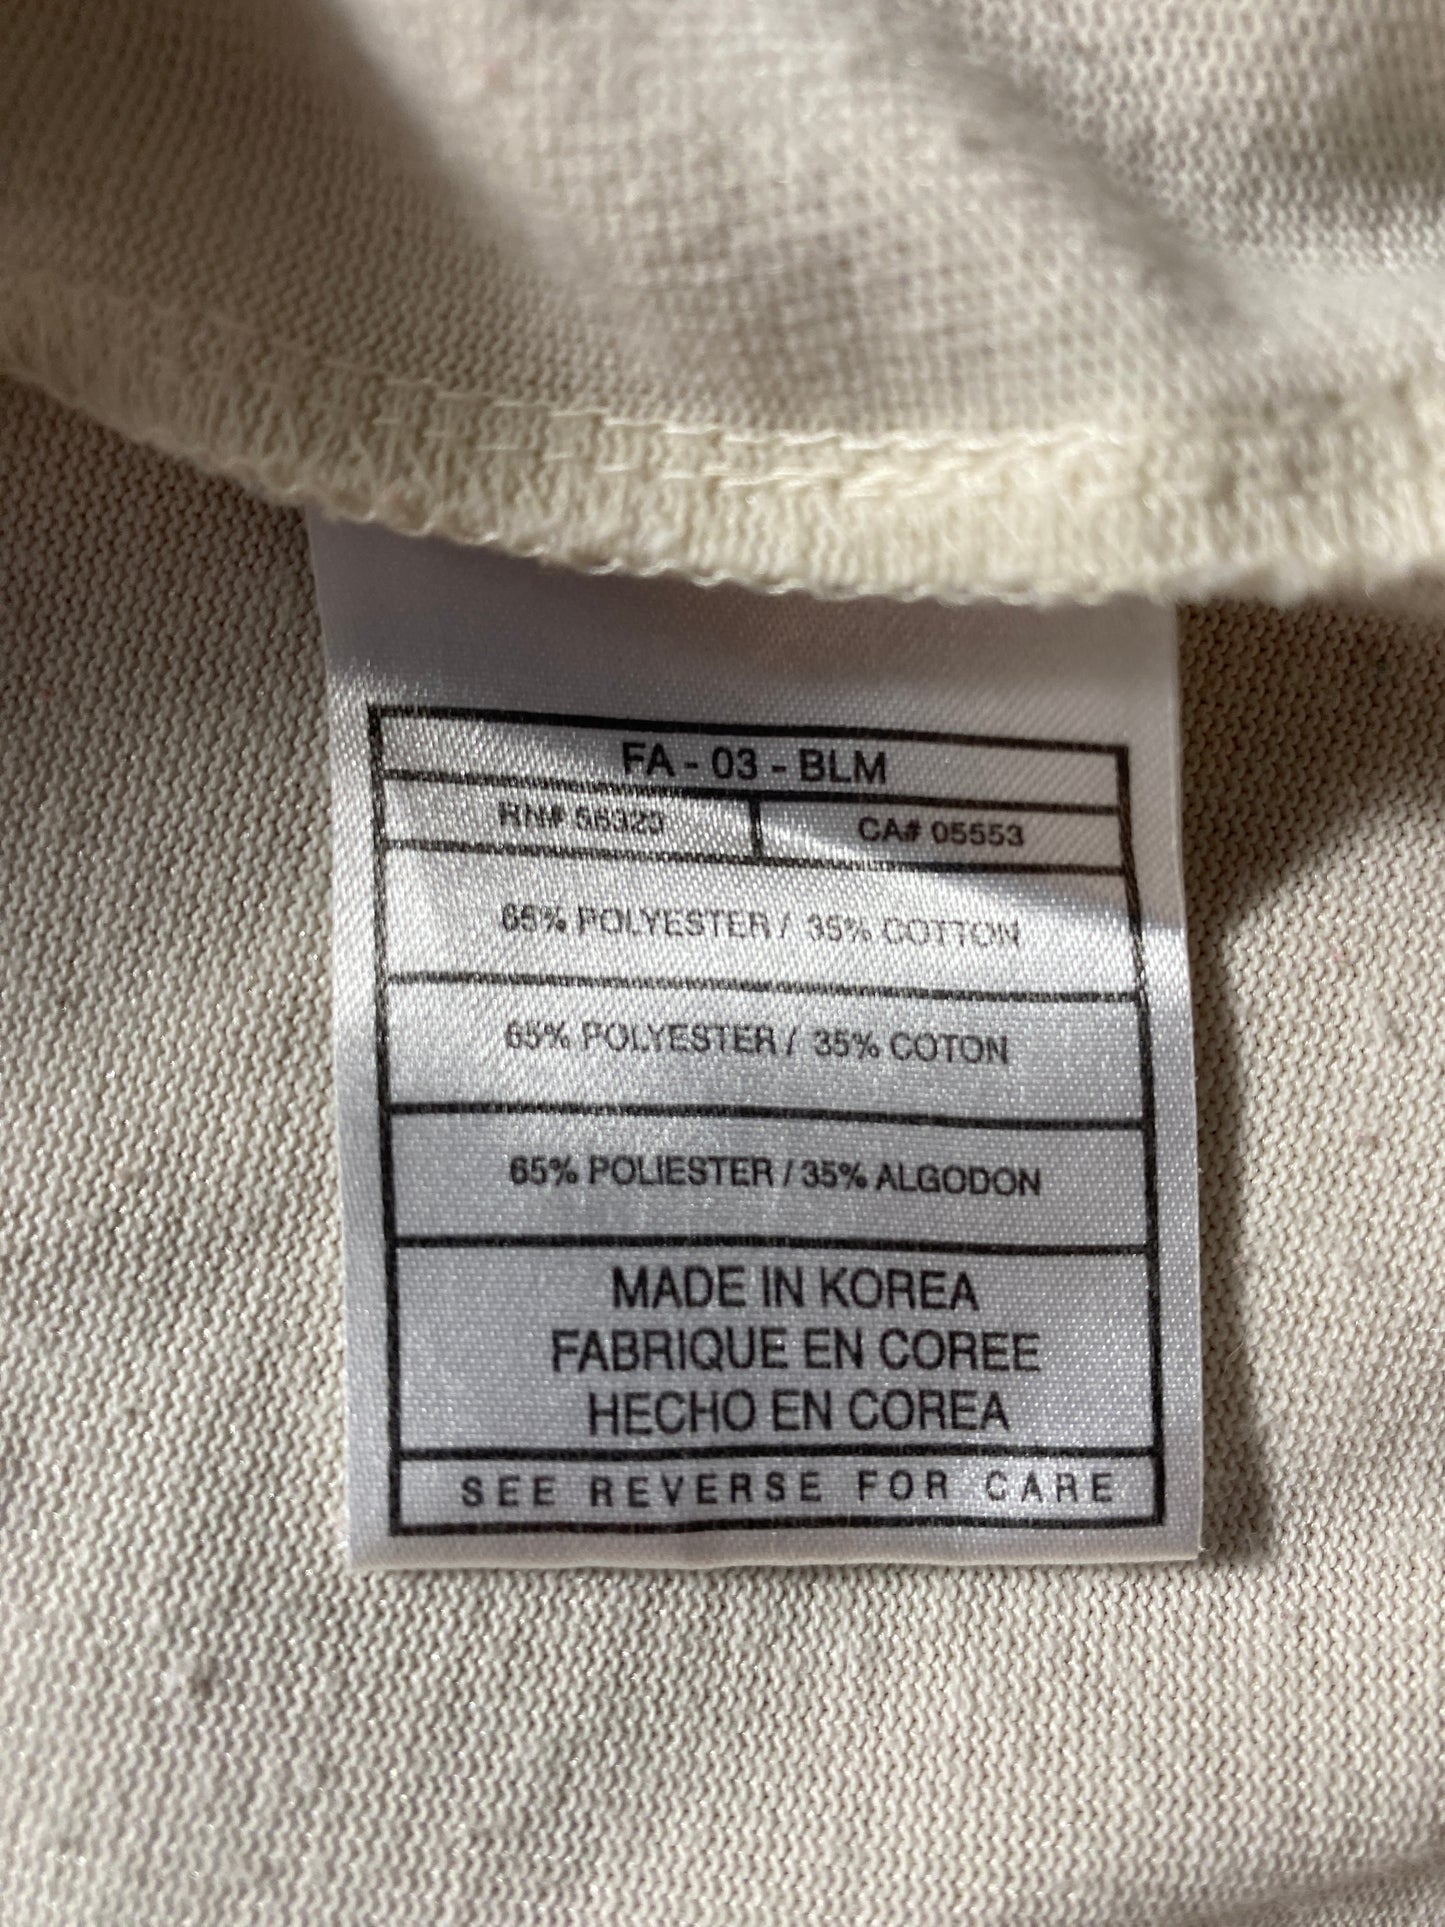 FA - 03 - BLM
RN# 56323 CA# 05553
65% POLYESTER / 35% COTTON
65% POLYESTER / 35% COTON
65% POLIESTER / 35% ALGODON
MADE IN KOREA
FABRIQUE EN COREE
HECHO EN COREA
SEE REVERSE FOR CARE